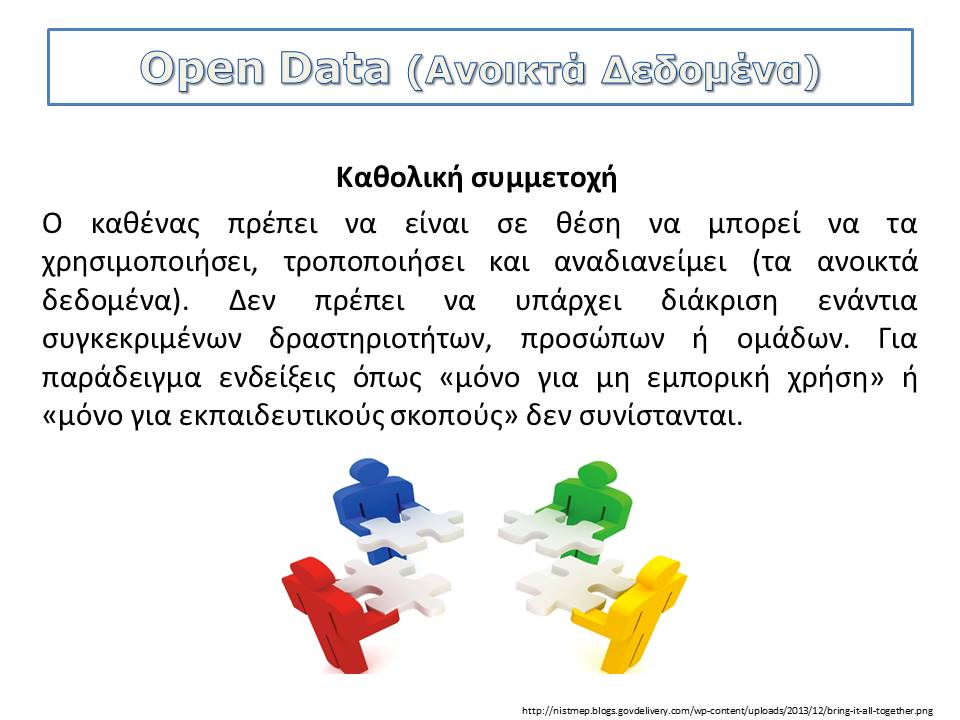 Open Data (Ανοικτά Δεδομένα)
Καθολική συμμετοχή
Ο καθένας πρέπει να είναι σε θέση να μπορεί να τα
χρησιμοποιήσει, τροποποιήσει και αναδιανείμει (τα ανοικτά
δεδομένα). Δεν πρέπει να υπάρχει διάκριση ενάντια
συγκεκριμένων δραστηριοτήτων, προσώπων ή ομάδων. Για
παράδειγμα ενδείξεις όπως «μόνο για μη εμπορική χρήση» ή
«μόνο για εκπαιδευτικούς σκοπούς» δεν συνίστανται.
http://nistmep.blogs.govdelivery.com/wp-content/uploads/2013/12/bring-it-all-together.png